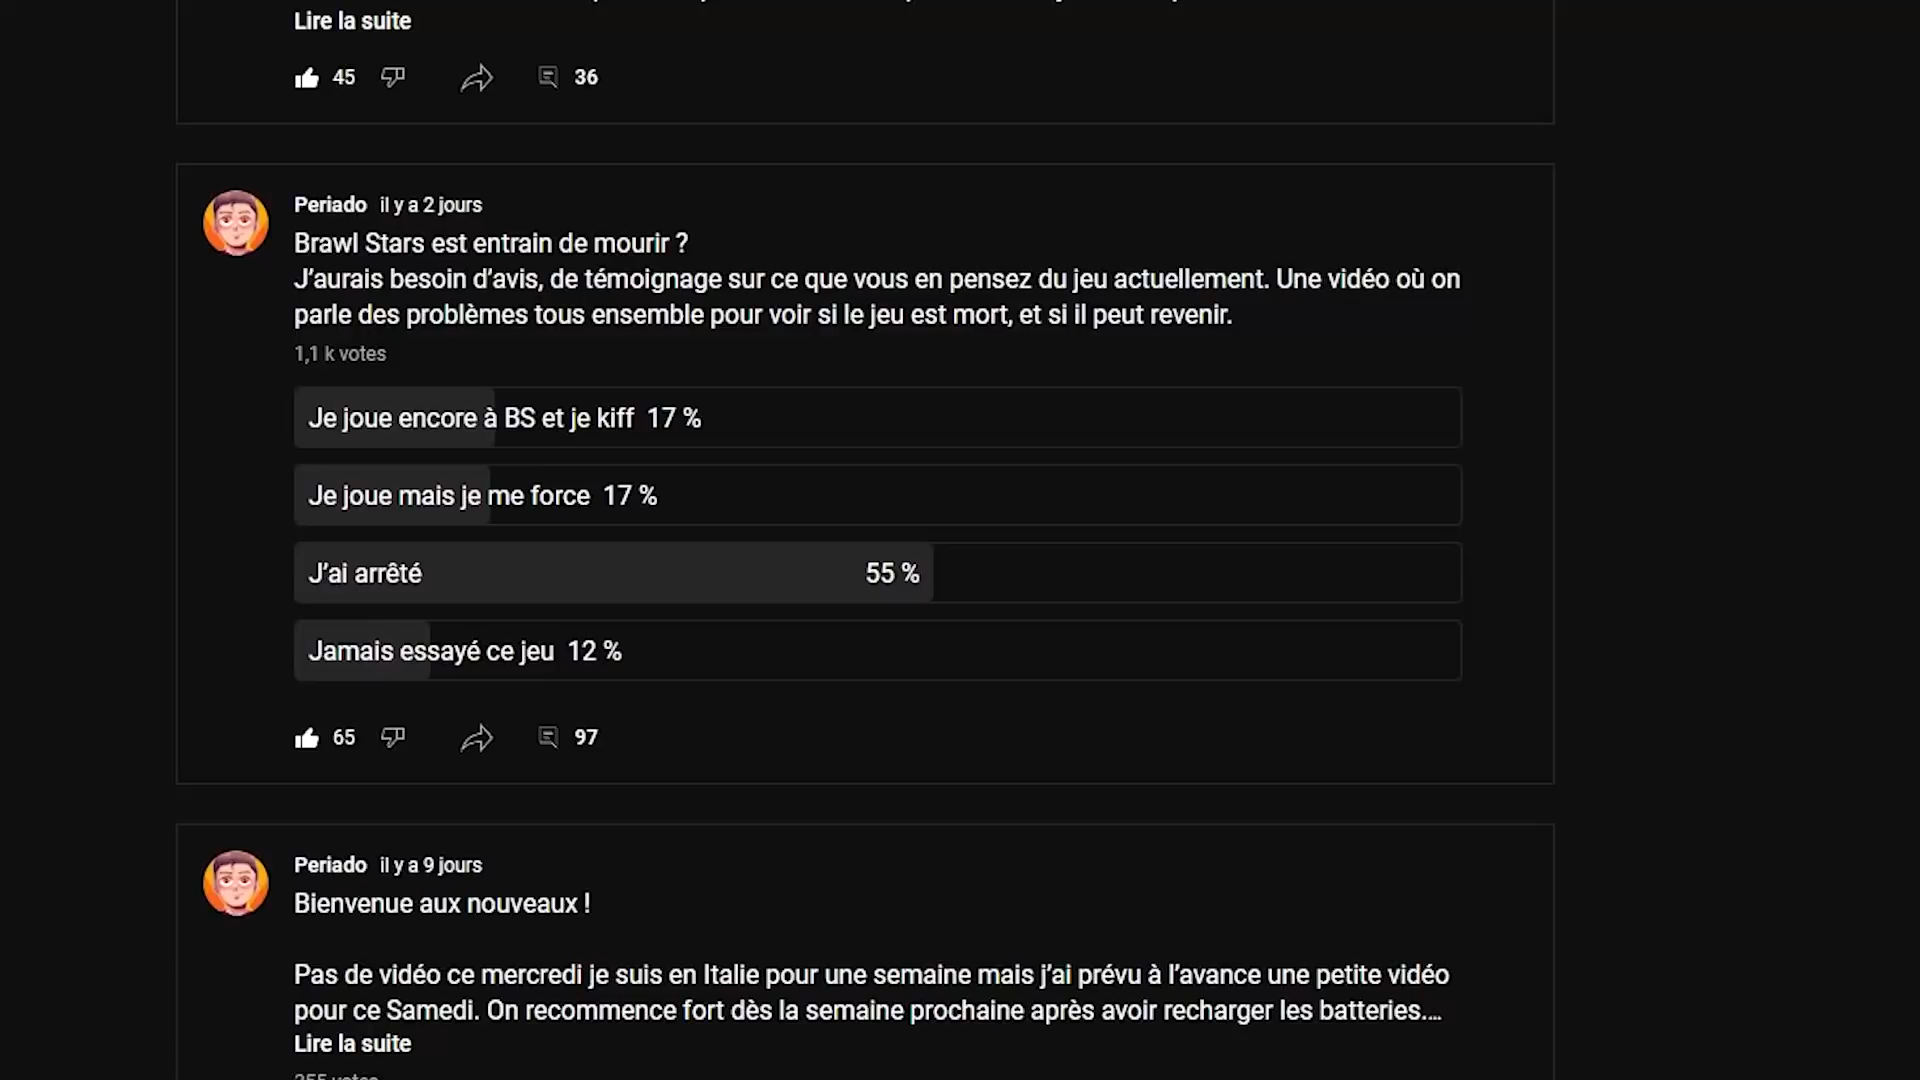 Lire la suite
45
36
Periado il y a 2 jours
Brawl Stars est entrain de mourir ?
J’aurais besoin d’avis, de témoignage sur ce que vous en pensez du jeu actuellement. Une vidéo où on
parle des problèmes tous ensemble pour voir si le jeu est mort, et si il peut revenir.
1,1 k votes
Je joue encore à BS et je kiff 17 %
Je joue mais je me force 17 %
J’ai arrêté 55 %
Jamais essayé ce jeu 12 %
65
97
Periado il y a 9 jours
Bienvenue aux nouveaux !
Pas de vidéo ce mercredi je suis en Italie pour une semaine mais j’ai prévu à l’avance une petite vidéo
pour ce Samedi. On recommence fort dès la semaine prochaine après avoir recharger les batteries.…
Lire la suite